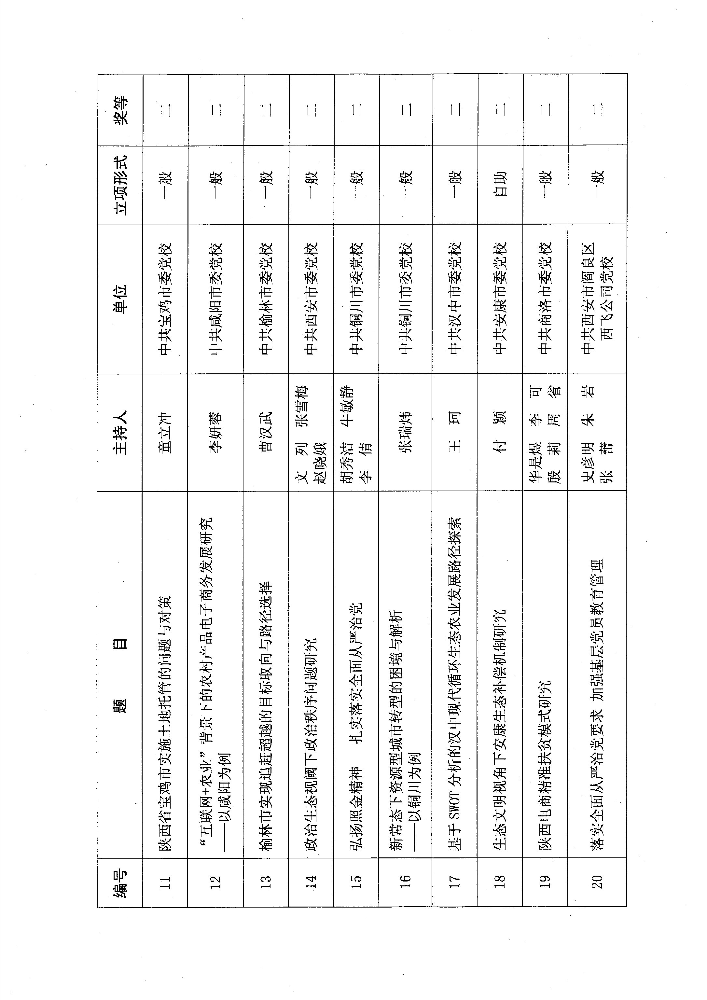 编号 题 目 主持人 单位 立项形式 奖等
11 陕西省宝鸡市实施土地托管的问题与对策 童立冲 中共宝鸡市委党校 一般 二
12 “互联网+农业”背景下的农村产品电子商务发展研究
——以咸阳为例 李妍蓉 中共咸阳市委党校 一般 二
13 榆林市实现追赶超越的目标取向与路径选择 曹汉武 中共榆林市委党校 一般 二
14 政治生态视阈下政治秩序问题研究 文 列 张雪梅
赵晓娥 中共西安市委党校 一般 二
15 弘扬照金精神 扎实落实全面从严治党 胡秀洁 牛敏静
李 倩 中共铜川市委党校 一般 二
16 新常态下资源型城市转型的困境与解析
——以铜川为例 张瑞炜 中共铜川市委党校 一般 二
17 基于 SWOT 分析的汉中现代循环生态农业发展路径探索 王 珂 中共汉中市委党校 一般 二
18 生态文明视角下安康生态补偿机制研究 付 颖 中共安康市委党校 自助 二
19 陕西电商精准扶贫模式研究 华是煜 李 可
殷 莉 周 省 中共商洛市委党校 一般 二
20 落实全面从严治党要求 加强基层党员教育管理 史彦明 朱 岩
张 蕾 中共西安市阎良区
西飞公司党校 一般 二